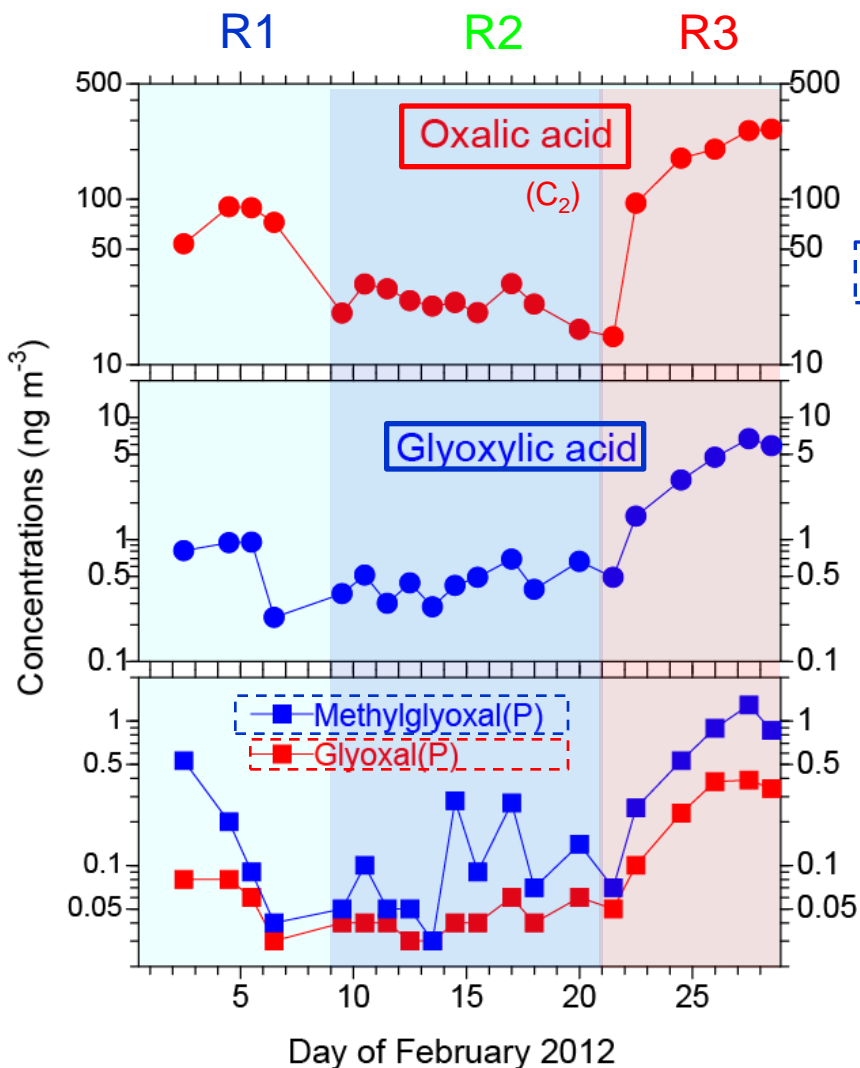 R1 R2 R3
500 500
Oxalic acid
(C₂)
100 100
50 50
10 10
Glyoxylic acid
10 10
5 5
1 1
0.5 0.5
0.1 0.1
Methylglyoxal(P)
Glyoxal(P)
1 1
0.5 0.5
0.1 0.1
0.05 0.05
Concentrations (ng m⁻³)
5 10 15 20 25
Day of February 2012